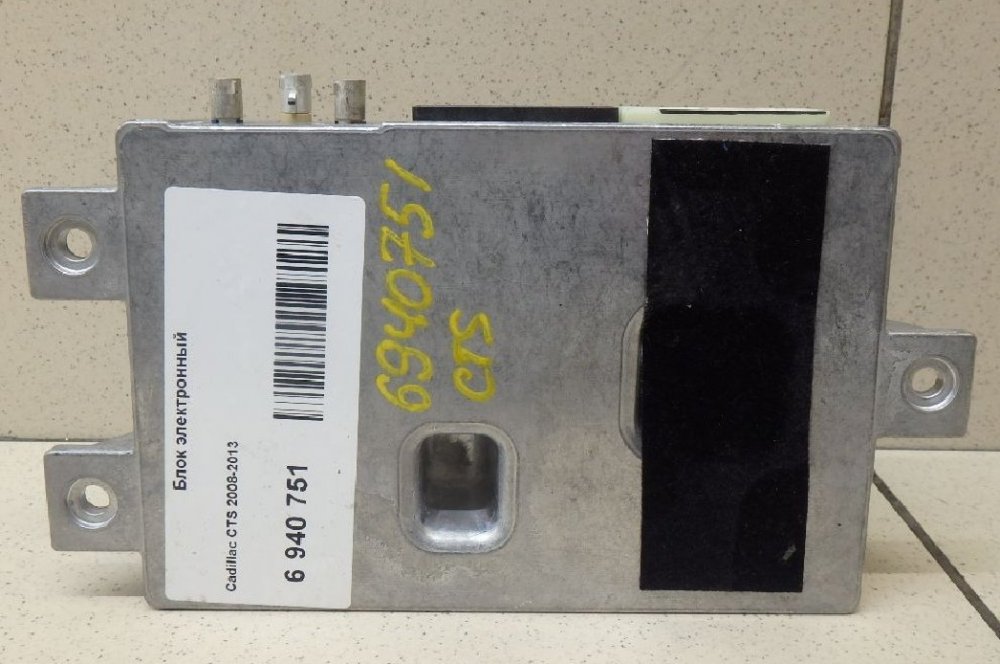 Блок электронный
Cadillac CTS 2008-2013
6 940 751
6940751
CTS